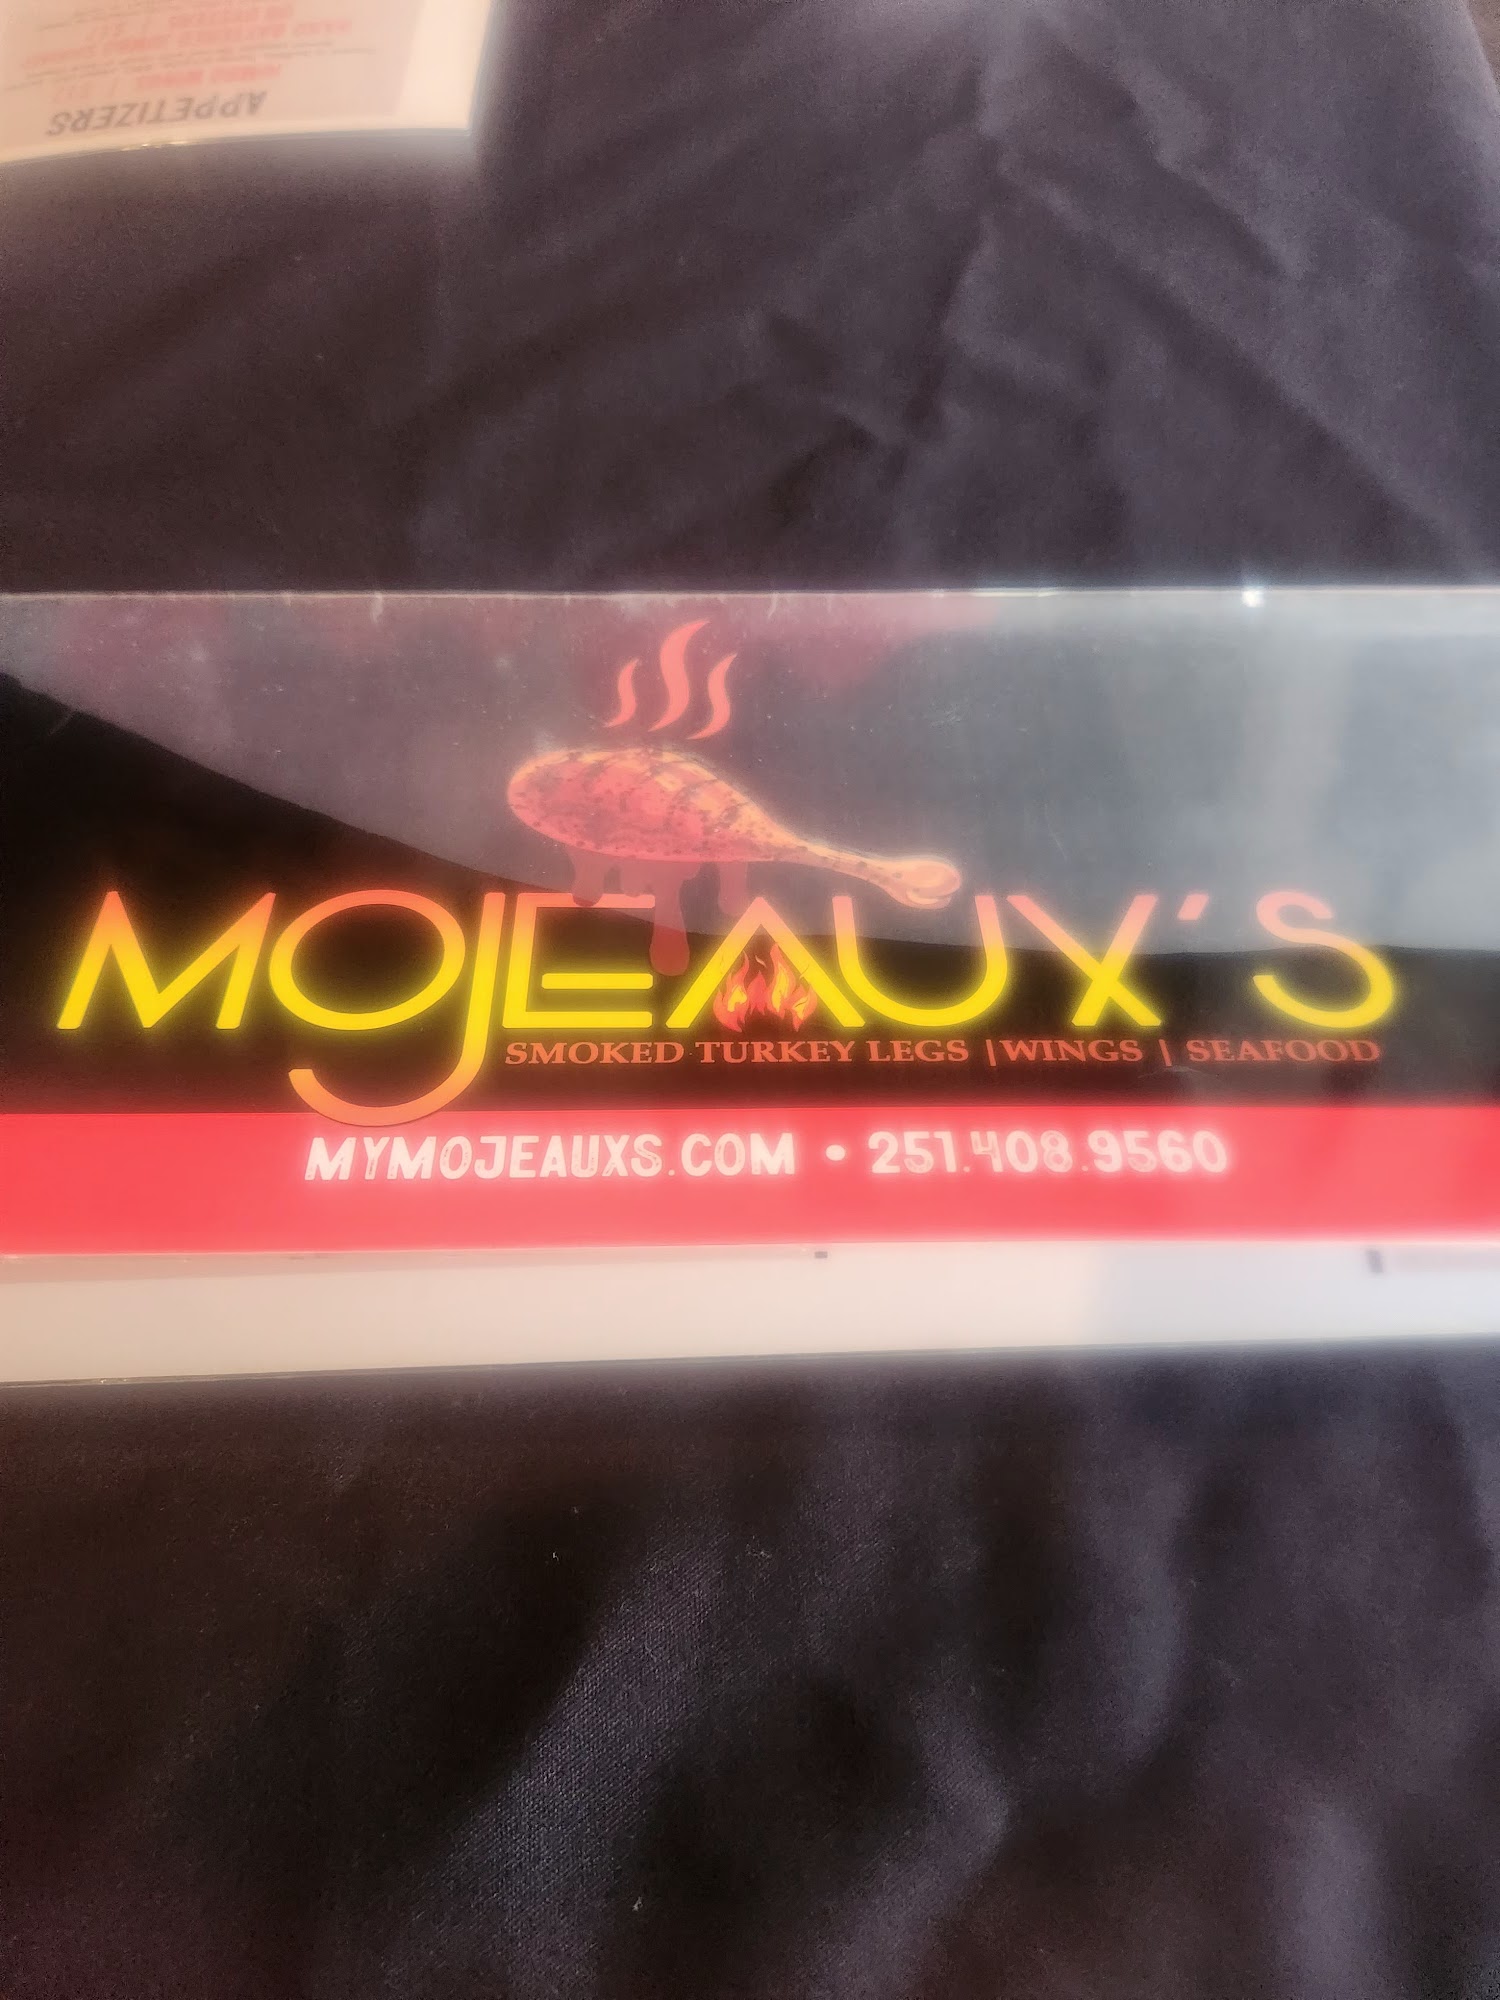 APPETIZERS
MOJEAUX'S
SMOKED TURKEY LEGS | WINGS | SEAFOOD
MYMOJEAUXS.COM • 251.408.9560